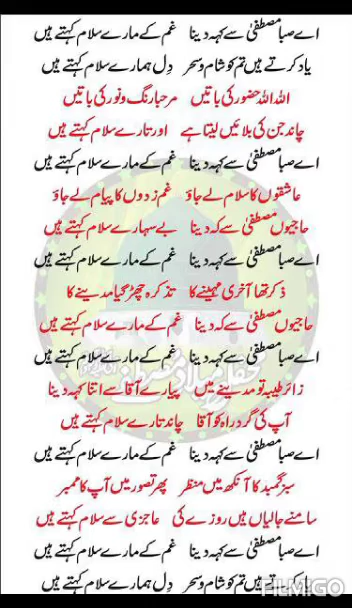 اے صبا مصطفیٰ سے کہہ دینا غم کے مارے سلام کہتے ہیں
یاد کرتے ہیں تم کو شام و سحر دِل ہمارے سلام کہتے ہیں
اللہ اللہ حضور کی باتیں مرحبا رنگ و نور کی باتیں
چاند جن کی بلائیں لیتا ہے اور تارے سلام کہتے ہیں
اے صبا مصطفیٰ سے کہہ دینا غم کے مارے سلام کہتے ہیں
عاشقوں کا سلام لے جاؤ غم زدوں کا پیام لے جاؤ
حاجیوں مصطفیٰ سے کہ دینا بے سہارے سلام کہتے ہیں
اے صبا مصطفیٰ سے کہہ دینا غم کے مارے سلام کہتے ہیں
ذکر تھا آخری مہینے کا تذکرہ چھڑ گیا مدینے کا
حاجیوں مصطفیٰ سے کہ دینا غم کے مارے سلام کہتے ہیں
اے صبا مصطفیٰ سے کہہ دینا غم کے مارے سلام کہتے ہیں
زائر طیبہ تو مدینے میں پیارے آقا سے اتنا کہہ دینا
آپ کی گرد راہ کو آقا چاند تارے سلام کہتے ہیں
اے صبا مصطفیٰ سے کہہ دینا غم کے مارے سلام کہتے ہیں
سبز گمبد کا آنکھ میں منظر پھر تصور میں آپ کا ممبر
سامنے جالیاں ہیں روزے کی عاجزی سے سلام کہتے ہیں
اے صبا مصطفیٰ سے کہہ دینا غم کے مارے سلام کہتے ہیں
یاد کرتے ہیں تم کو شام و سحر دِل ہمارے سلام کہتے ہیں
FILMIGO